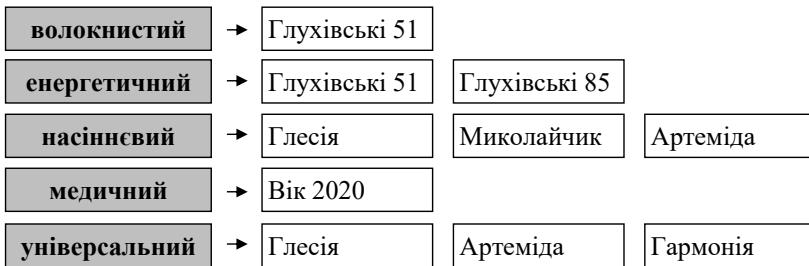 волокнистий → Глухівські 51
енергетичний → Глухівські 51 Глухівські 85
насіннєвий → Глесія Миколайчик Артеміда
медичний → Вік 2020
універсальний → Глесія Артеміда Гармонія